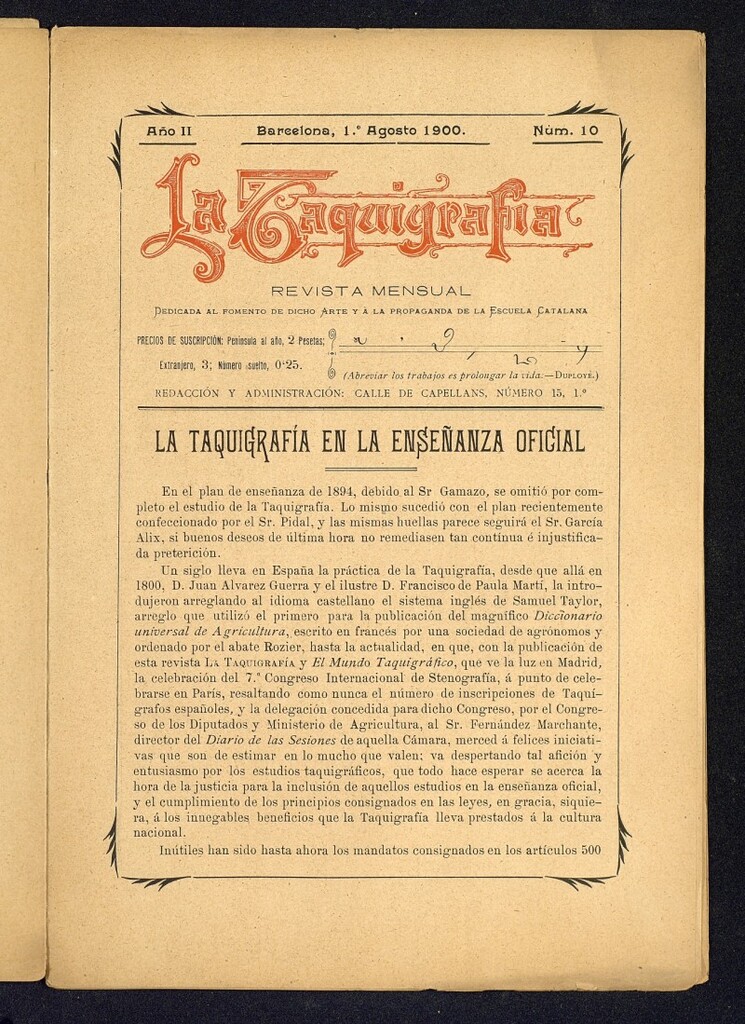 Año II
Barcelona, 1.º Agosto 1900.
Núm. 10
La Taquigrafía
REVISTA MENSUAL
DEDICADA AL FOMENTO DE DICHO ARTE Y Á LA PROPAGANDA DE LA ESCUELA CATALANA
PRECIOS DE SUSCRIPCIÓN: Península al año, 2 Pesetas;
Extranjero, 3; Número suelto, 0'25.
(Abreviar los trabajos es prolongar la vida.—DUPLOYÉ.)
REDACCIÓN Y ADMINISTRACIÓN: CALLE DE CAPELLANS, NÚMERO 15, 1.º
LA TAQUIGRAFÍA EN LA ENSEÑANZA OFICIAL
En el plan de enseñanza de 1894, debido al Sr Gamazo, se omitió por com-
pleto el estudio de la Taquigrafía. Lo mismo sucedió con el plan recientemente
confeccionado por el Sr. Pidal, y las mismas huellas parece seguirá el Sr. García
Alix, si buenos deseos de última hora no remediasen tan contínua é injustifica-
da preterición.
Un siglo lleva en España la práctica de la Taquigrafía, desde que allá en
1800, D. Juan Alvarez Guerra y el ilustre D. Francisco de Paula Martí, la intro-
dujeron arreglando al idioma castellano el sistema inglés de Samuel Taylor,
arreglo que utilizó el primero para la publicación del magnífico Diccionario
universal de Agricultura, escrito en francés por una sociedad de agrónomos y
ordenado por el abate Rozier, hasta la actualidad, en que, con la publicación de
esta revista LA TAQUIGRAFÍA y El Mundo Taquigráfico, que ve la luz en Madrid,
la celebración del 7.º Congreso Internacional de Stenografía, á punto de cele-
brarse en París, resaltando como nunca el número de inscripciones de Taquí-
grafos españoles, y la delegación concedida para dicho Congreso, por el Congre-
so de los Diputados y Ministerio de Agricultura, al Sr. Fernández Marchante,
director del Diario de las Sesiones de aquella Cámara, merced á felices iniciati-
vas que son de estimar en lo mucho que valen; va despertando tal afición y
entusiasmo por los estudios taquigráficos, que todo hace esperar se acerca la
hora de la justicia para la inclusión de aquellos estudios en la enseñanza oficial,
y el cumplimiento de los principios consignados en las leyes, en gracia, siquie-
ra, á los innegables beneficios que la Taquigrafía lleva prestados á la cultura
nacional.
Inútiles han sido hasta ahora los mandatos consignados en los artículos 500